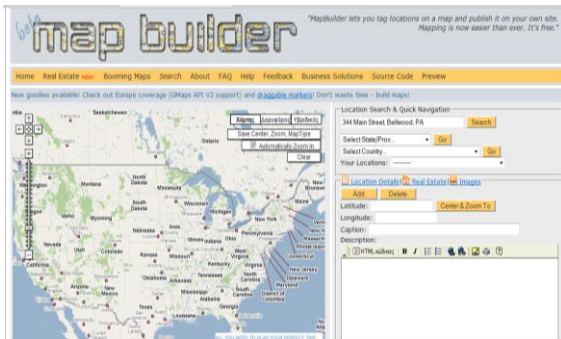 beta
map builder
"MapBuilder lets you tag locations on a map and publish it on your own site.
Mapping is now easier than ever. It's free."
Home Real Estate New! Booming Maps Search About FAQ Help Feedback Business Solutions Source Code Preview
New goodies available! Check out Europe coverage (GMaps API V2 support) and draggable markers! Don't waste time - build maps!
Location Search & Quick Navigation
344 Main Street, Bellwood, PA Search
Select State/Prov... Go
Select Country... Go
Your Locations: ---------
Location Details Real Estate Images
Add Delete
Latitude: Center & Zoom To
Longitude:
Caption:
Description:
HTML κώδικας B I
Χάρτης Δορυφόρος Υβριδικός
Save Center, Zoom, MapType
Automatically Zoom In
Clear
Saskatchewan
Washington Montana North Dakota Minnesota New Brunswick
Oregon Idaho South Dakota Wisconsin Michigan Maine
Wyoming New York
Nebraska Iowa Illinois Indiana Ohio Pennsylvania
Nevada Utah Colorado Kansas Missouri West Virginia Connecticut
California Kentucky Virginia New Jersey
Arizona New Mexico Oklahoma Arkansas Tennessee North Carolina Delaware
Mississippi South Carolina Maryland
Texas Alabama Georgia District of Columbia
Louisiana